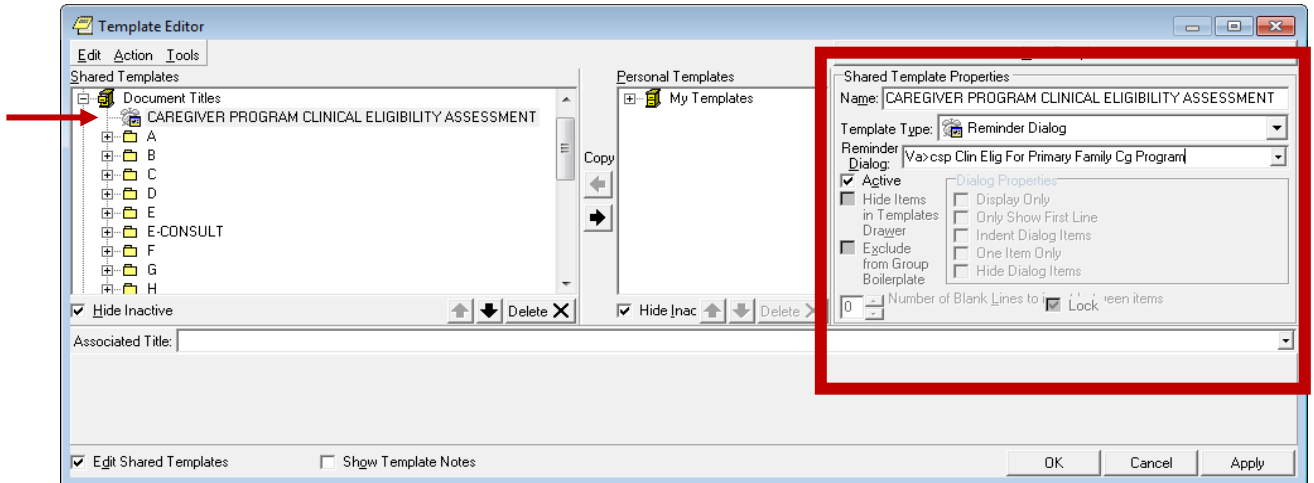 Template Editor
Edit Action Tools
Shared Templates
Document Titles
CAREGIVER PROGRAM CLINICAL ELIGIBILITY ASSESSMENT
A
B
C
D
E
E-CONSULT
F
G
H
Hide Inactive
Delete
Copy
Personal Templates
My Templates
Hide Inac
Delete
Shared Template Properties
Name: CAREGIVER PROGRAM CLINICAL ELIGIBILITY ASSESSMENT
Template Type: Reminder Dialog
Reminder
Dialog: Va>csp Clin Elig For Primary Family Cg Program
Active
Hide Items
in Templates
Drawer
Exclude
from Group
Boilerplate
Dialog Properties
Display Only
Only Show First Line
Indent Dialog Items
One Item Only
Hide Dialog Items
0 Number of Blank Lines to items
Lock
Associated Title:
Edit Shared Templates
Show Template Notes
OK
Cancel
Apply